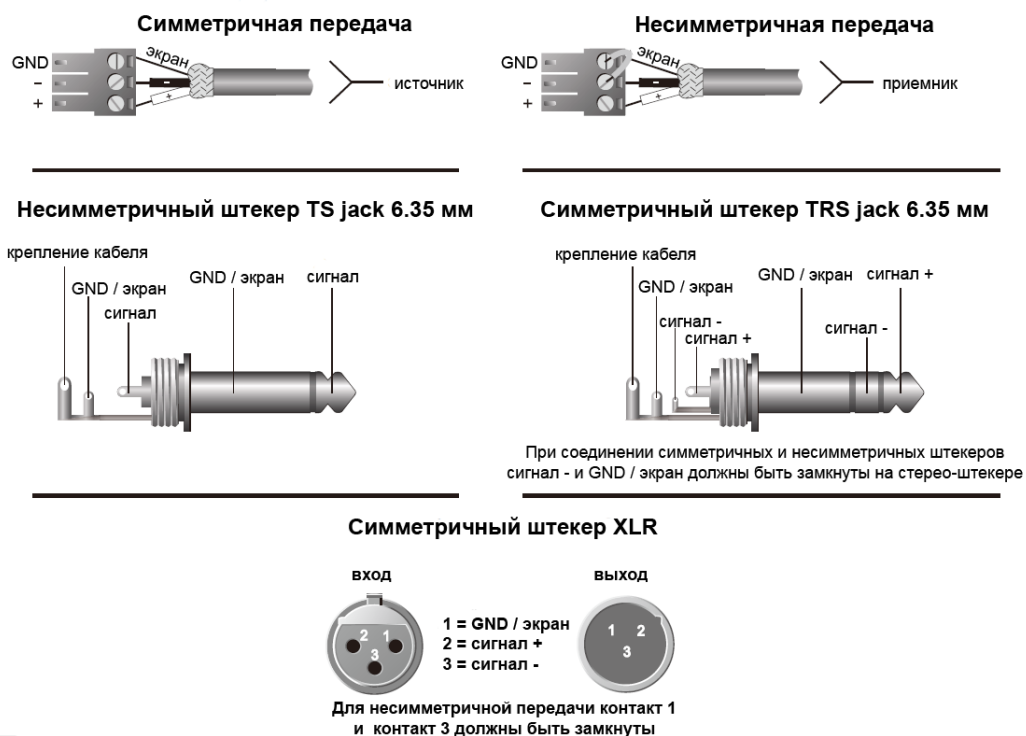 Симметричная передача
GND
экран
−
+
+
источник
Несимметричная передача
GND
экран
−
+
+
приемник
Несимметричный штекер TS jack 6.35 мм
крепление кабеля
GND / экран
сигнал
GND / экран
сигнал
Симметричный штекер TRS jack 6.35 мм
крепление кабеля
GND / экран
сигнал -
сигнал +
GND / экран
сигнал +
сигнал -
При соединении симметричных и несимметричных штекеров
сигнал - и GND / экран должны быть замкнуты на стерео-штекере
Симметричный штекер XLR
вход
2 1
3
1 = GND / экран
2 = сигнал +
3 = сигнал -
выход
1 2
3
Для несимметричной передачи контакт 1
и контакт 3 должны быть замкнуты